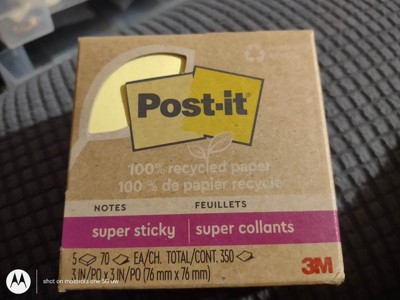 Post-it
100% recycled paper
100 % de papier recyclé
NOTES FEUILLETS
super sticky super collants
5 70 EA/CH. TOTAL/CONT. 350
3 IN/PO x 3 IN/PO (76 mm x 76 mm)
3M
shot on motorola one 5G uw